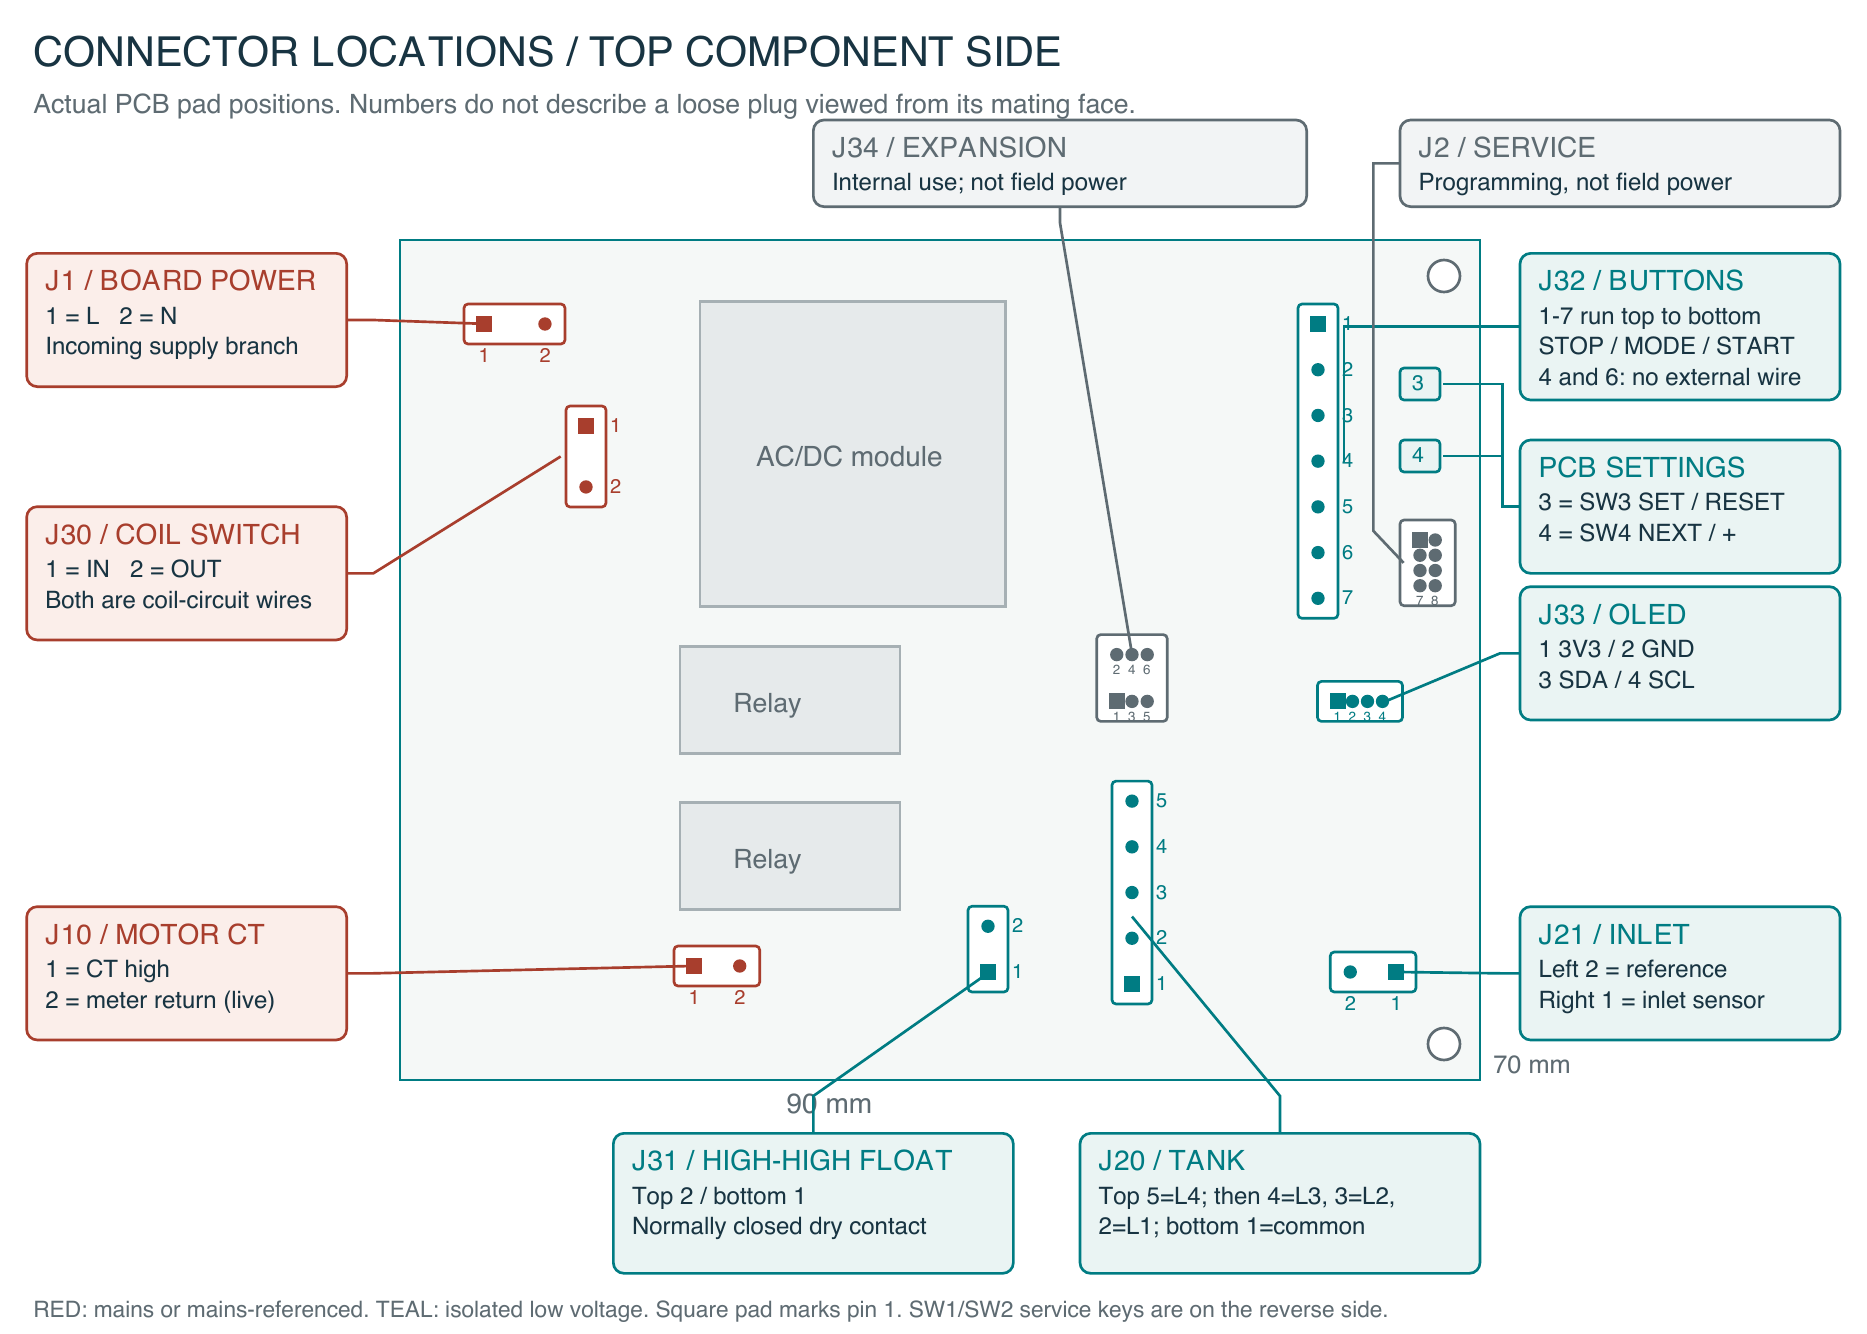 CONNECTOR LOCATIONS / TOP COMPONENT SIDE
Actual PCB pad positions. Numbers do not describe a loose plug viewed from its mating face.
J34 / EXPANSION
Internal use; not field power
J2 / SERVICE
Programming, not field power
J1 / BOARD POWER
1 = L 2 = N
Incoming supply branch
1 2
J30 / COIL SWITCH
1 = IN 2 = OUT
Both are coil-circuit wires
1
2
AC/DC module
Relay
Relay
1
2
3
4
5
6
7
3
4
7 8
2 4 6
1 3 5
1 2 3 4
J32 / BUTTONS
1-7 run top to bottom
STOP / MODE / START
4 and 6: no external wire
PCB SETTINGS
3 = SW3 SET / RESET
4 = SW4 NEXT / +
J33 / OLED
1 3V3 / 2 GND
3 SDA / 4 SCL
J10 / MOTOR CT
1 = CT high
2 = meter return (live)
1 2
2
1
5
4
3
2
1
2 1
J21 / INLET
Left 2 = reference
Right 1 = inlet sensor
70 mm
90 mm
J31 / HIGH-HIGH FLOAT
Top 2 / bottom 1
Normally closed dry contact
J20 / TANK
Top 5=L4; then 4=L3, 3=L2,
2=L1; bottom 1=common
RED: mains or mains-referenced. TEAL: isolated low voltage. Square pad marks pin 1. SW1/SW2 service keys are on the reverse side.